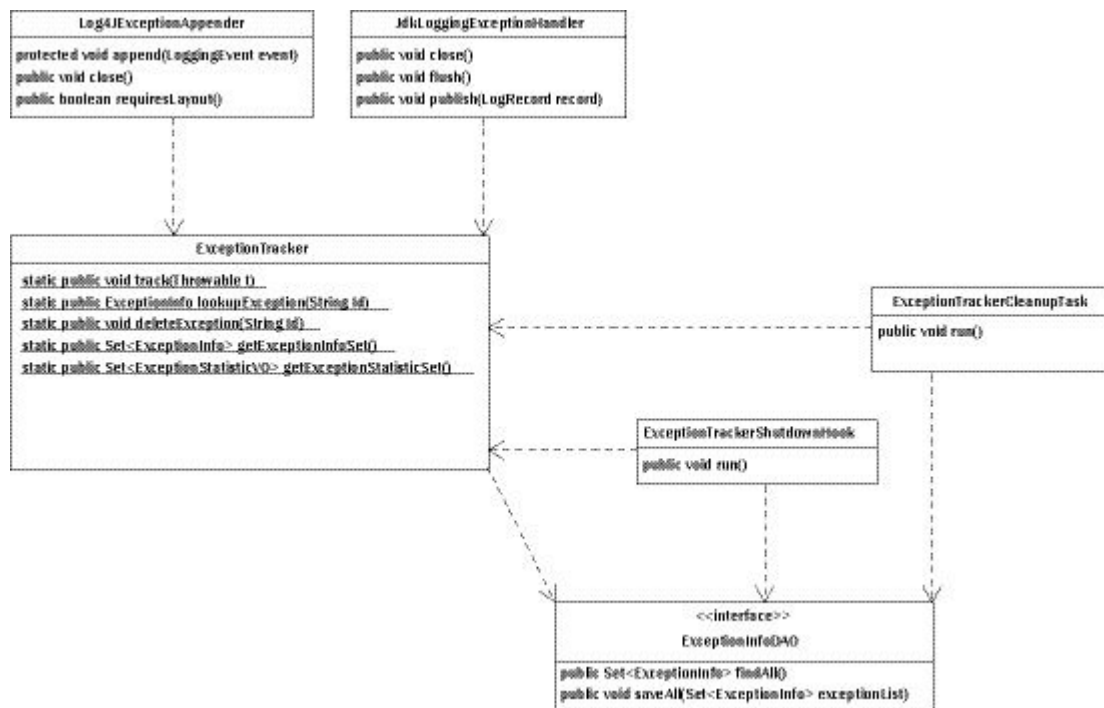 Log4JExceptionAppender
protected void append(LoggingEvent event)
public void close()
public boolean requiresLayout()
JdkLoggingExceptionHandler
public void close()
public void flush()
public void publish(LogRecord record)
ExceptionTracker
static public void track(Throwable t)
static public ExceptionInfo lookupException(String id)
static public void deleteException(String id)
static public Set<ExceptionInfo> getExceptionInfoSet()
static public Set<ExceptionStatisticVO> getExceptionStatisticSet()
ExceptionTrackerCleanupTask
public void run()
ExceptionTrackerShutdownHook
public void run()
<<interface>>
ExceptionInfoDAO
public Set<ExceptionInfo> findAll()
public void saveAll(Set<ExceptionInfo> exceptionList)